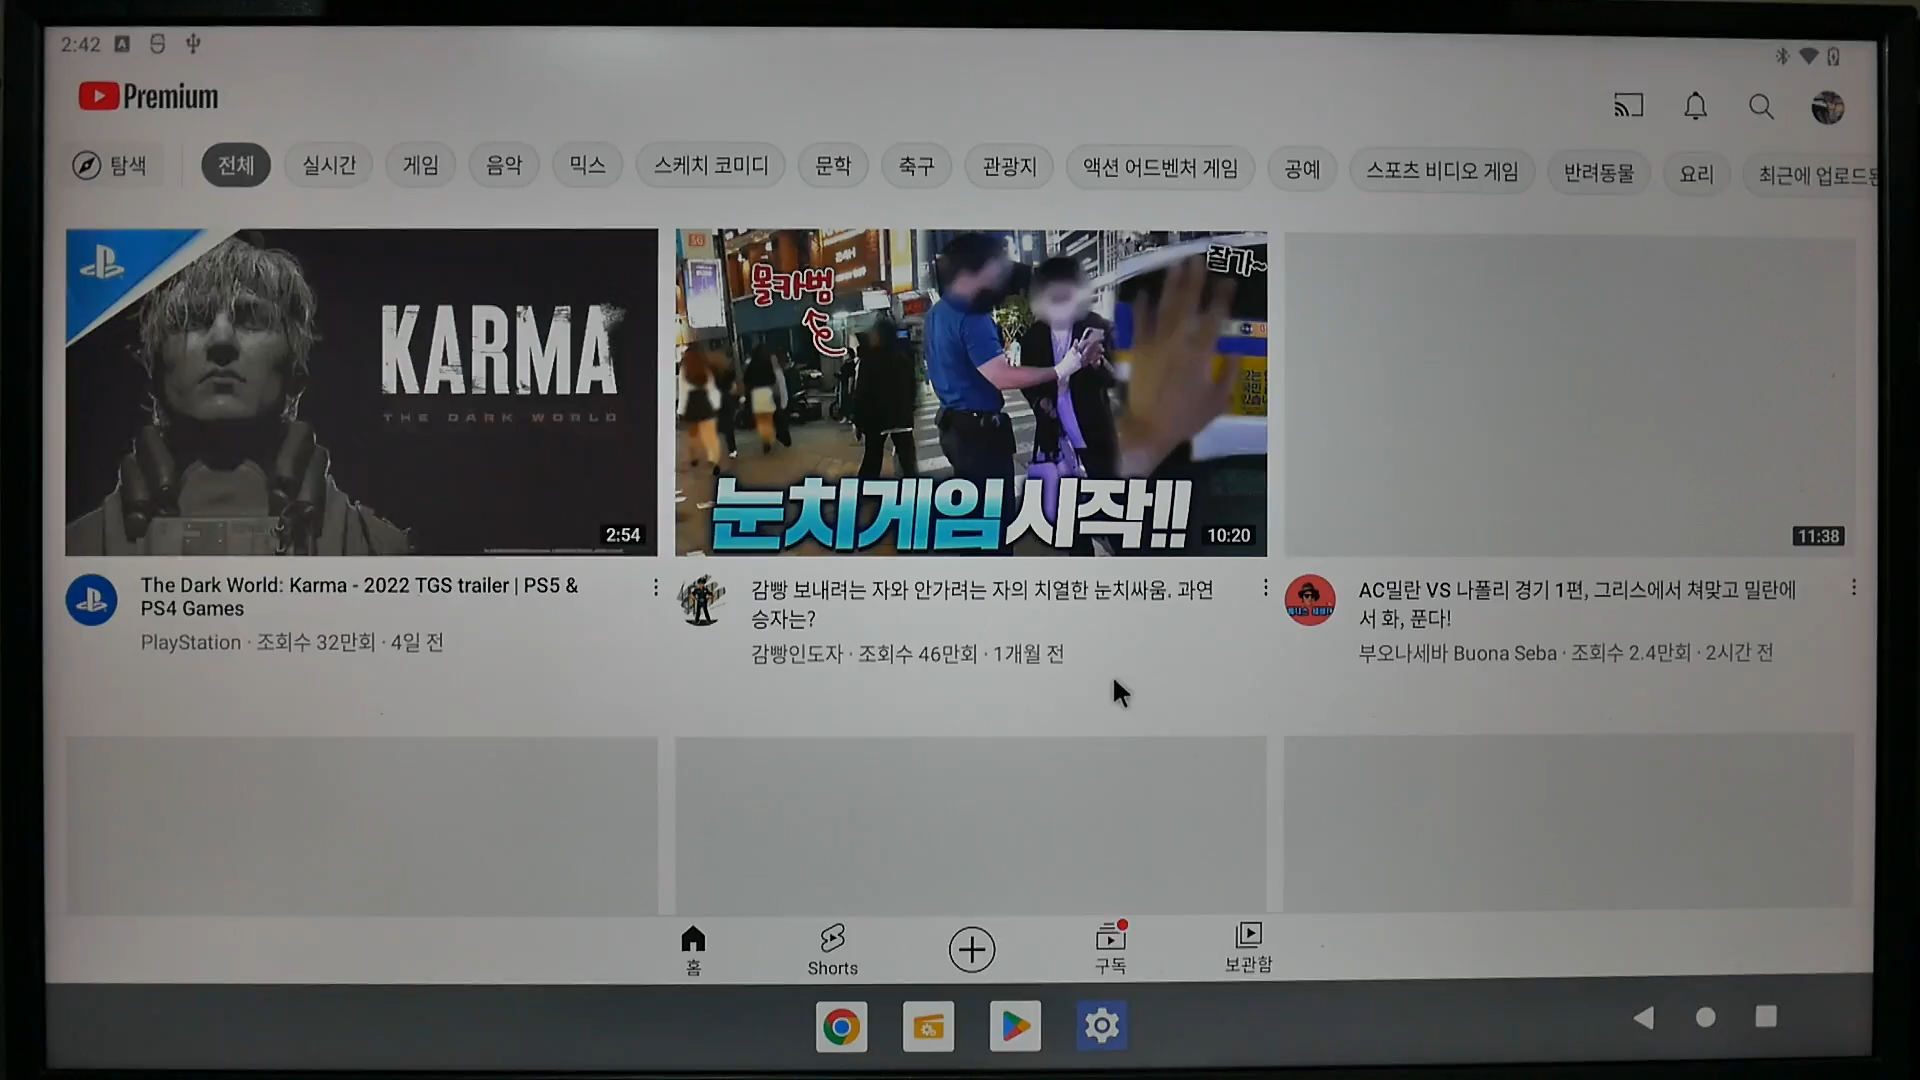 2:42
Premium
탐색
전체
실시간
게임
음악
믹스
스케치 코미디
문학
축구
관광지
액션 어드벤처 게임
공예
스포츠 비디오 게임
반려동물
요리
최근에 업로드된
KARMA
THE DARK WORLD
2:54
몰카범
잘가~
눈치게임시작!!
10:20
11:38
The Dark World: Karma - 2022 TGS trailer | PS5 &
PS4 Games
PlayStation · 조회수 32만회 · 4일 전
감빵 보내려는 자와 안가려는 자의 치열한 눈치싸움. 과연
승자는?
감빵인도자 · 조회수 46만회 · 1개월 전
AC밀란 VS 나폴리 경기 1편, 그리스에서 쳐맞고 밀란에
서 화, 푼다!
부오나세바 Buona Seba · 조회수 2.4만회 · 2시간 전
홈
Shorts
구독
보관함